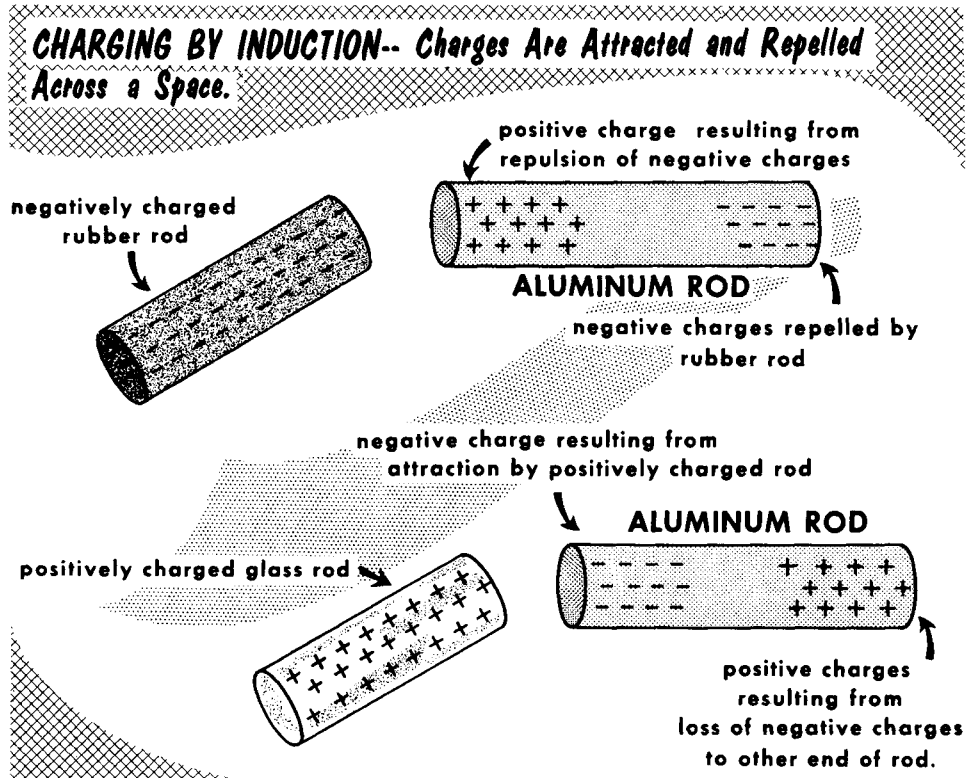 CHARGING BY INDUCTION-- Charges Are Attracted and Repelled
Across a Space.
positive charge resulting from
repulsion of negative charges
negatively charged
rubber rod
ALUMINUM ROD
negative charges repelled by
rubber rod
negative charge resulting from
attraction by positively charged rod
ALUMINUM ROD
positively charged glass rod
positive charges
resulting from
loss of negative charges
to other end of rod.